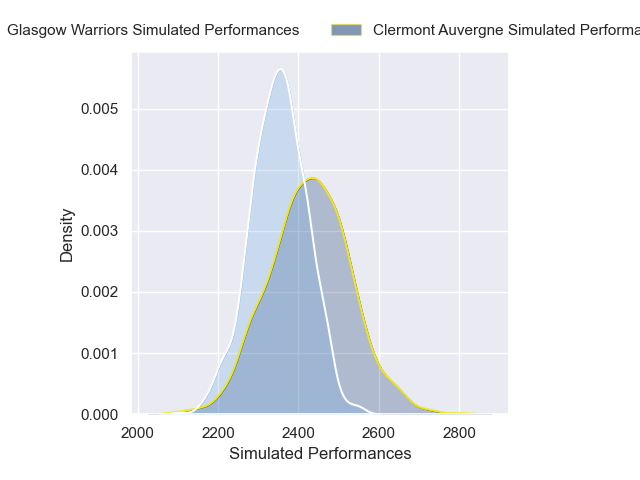 Glasgow Warriors Simulated Performances
Clermont Auvergne Simulated Performa
0.005
0.004
0.003
0.002
0.001
0.000
Density
2000 2200 2400 2600 2800
Simulated Performances